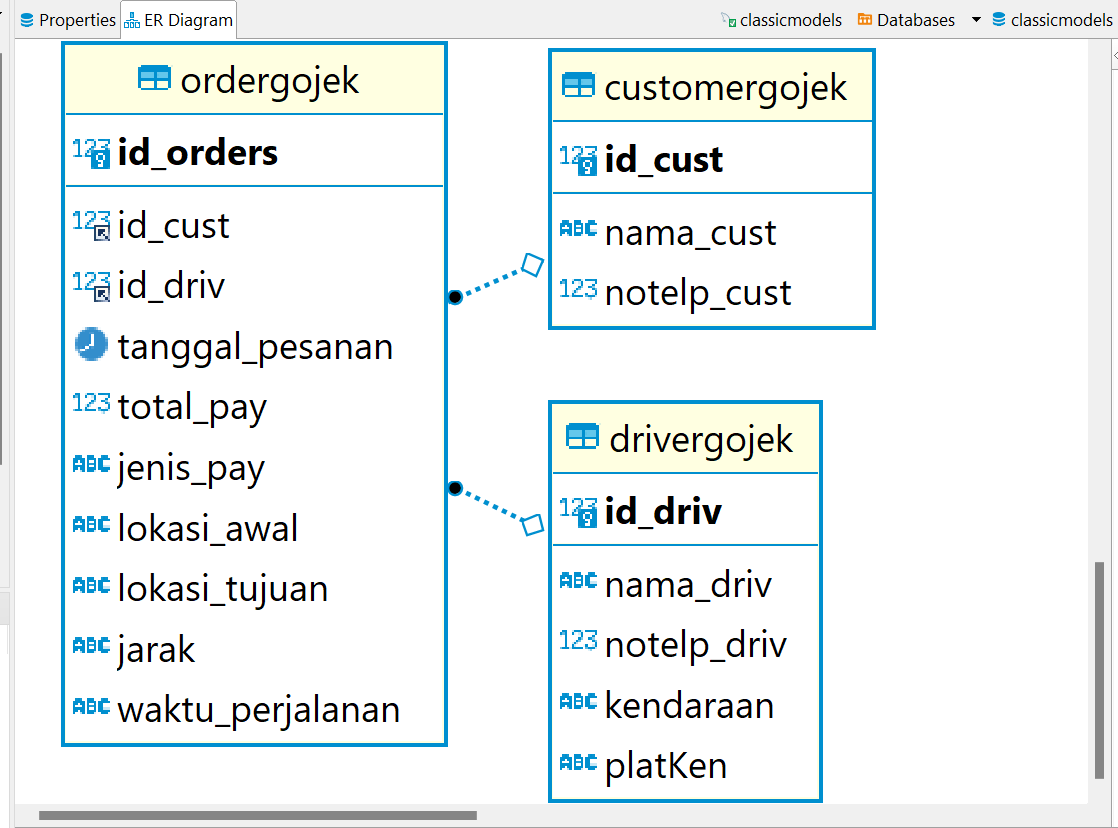 Properties ER Diagram classicmodels Databases classicmodels
ordergojek
123 id_orders
123 id_cust
123 id_driv
tanggal_pesanan
123 total_pay
ABC jenis_pay
ABC lokasi_awal
ABC lokasi_tujuan
ABC jarak
ABC waktu_perjalanan
customergojek
123 id_cust
ABC nama_cust
123 notelp_cust
drivergojek
123 id_driv
ABC nama_driv
123 notelp_driv
ABC kendaraan
ABC platKen